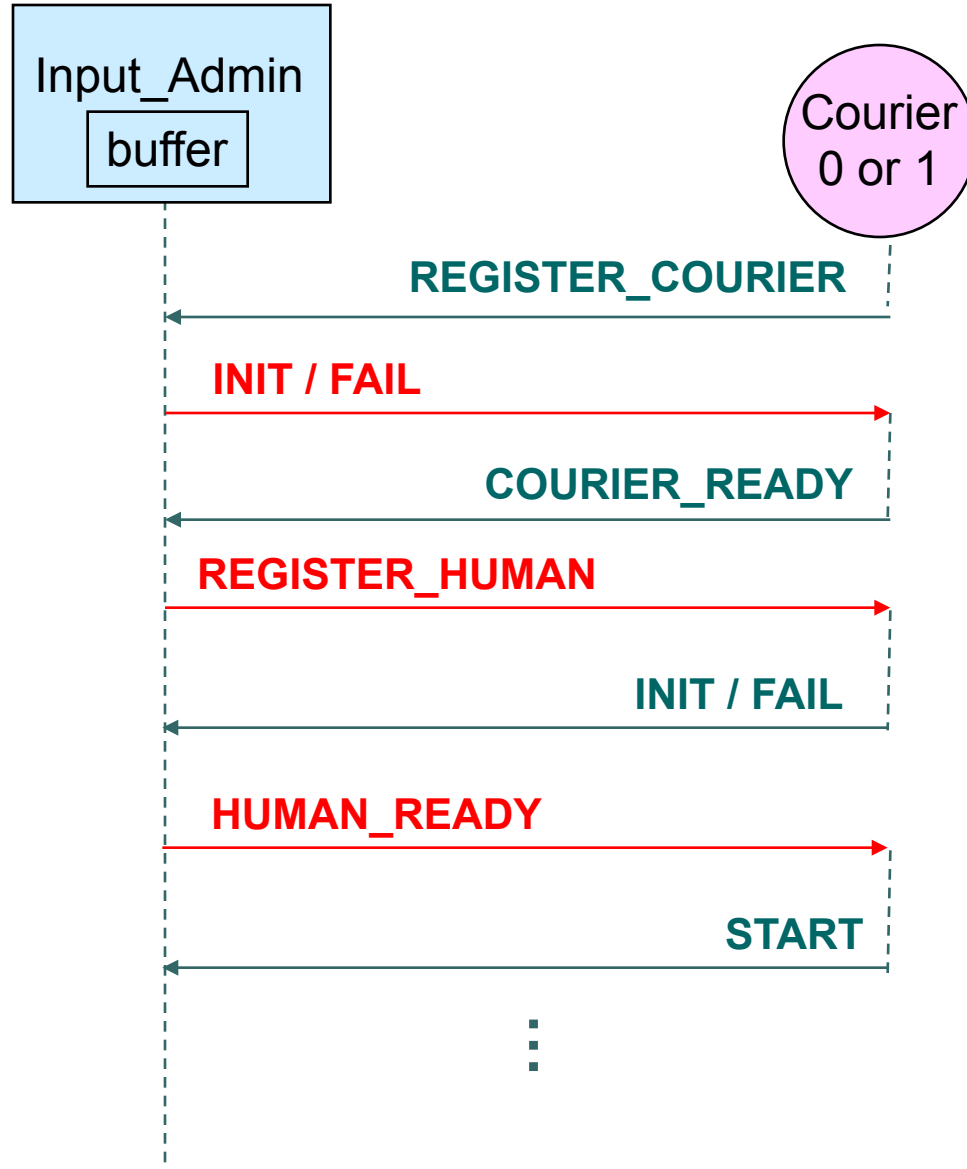 Input_Admin
buffer
Courier
0 or 1
REGISTER_COURIER
INIT / FAIL
COURIER_READY
REGISTER_HUMAN
INIT / FAIL
HUMAN_READY
START